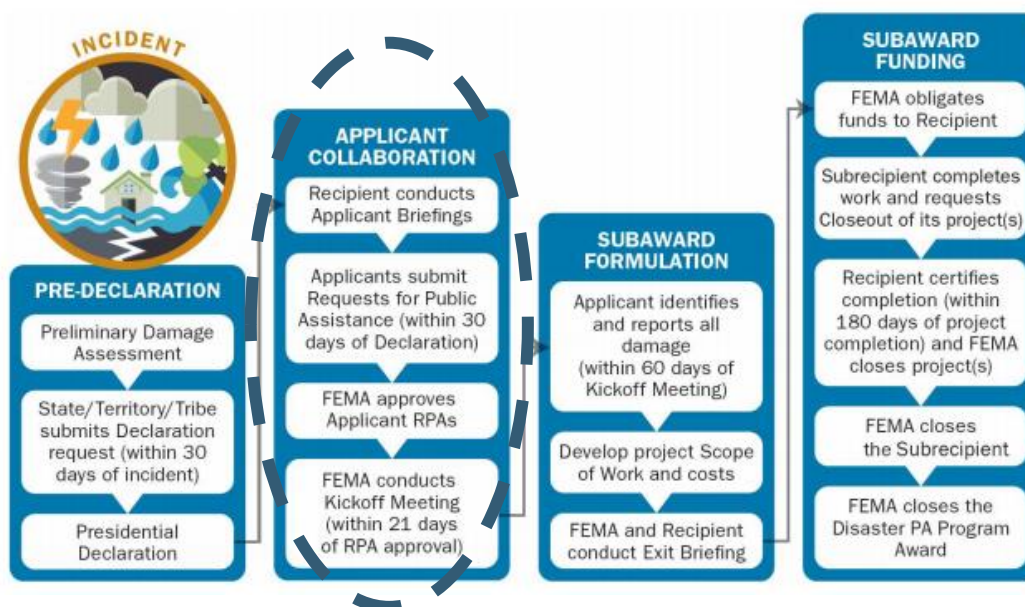 INCIDENT
PRE-DECLARATION
Preliminary Damage
Assessment
State/Territory/Tribe
submits Declaration
request (within 30
days of incident)
Presidential
Declaration
APPLICANT
COLLABORATION
Recipient conducts
Applicant Briefings
Applicants submit
Requests for Public
Assistance (within 30
days of Declaration)
FEMA approves
Applicant RPAs
FEMA conducts
Kickoff Meeting
(within 21 days
of RPA approval)
SUBAWARD
FORMULATION
Applicant identifies
and reports all
damage
(within 60 days of
Kickoff Meeting)
Develop project Scope
of Work and costs
FEMA and Recipient
conduct Exit Briefing
SUBAWARD
FUNDING
FEMA obligates
funds to Recipient
Subrecipient completes
work and requests
Closeout of its project(s)
Recipient certifies
completion (within
180 days of project
completion) and FEMA
closes project(s)
FEMA closes
the Subrecipient
FEMA closes the
Disaster PA Program
Award